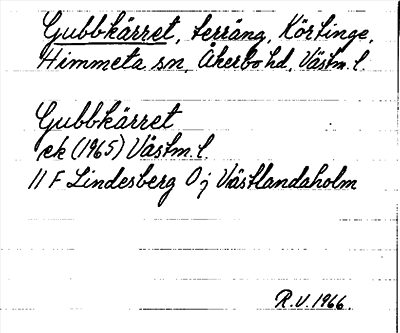 Gubbkärret, terräng, Körtinge,
Himmeta sn, Åkerbo hd, Västm. l.
Gubbkärret
ek (1965) Västm. l.
11 F Lindesberg 0 j Västlandaholm
R.V. 1966.